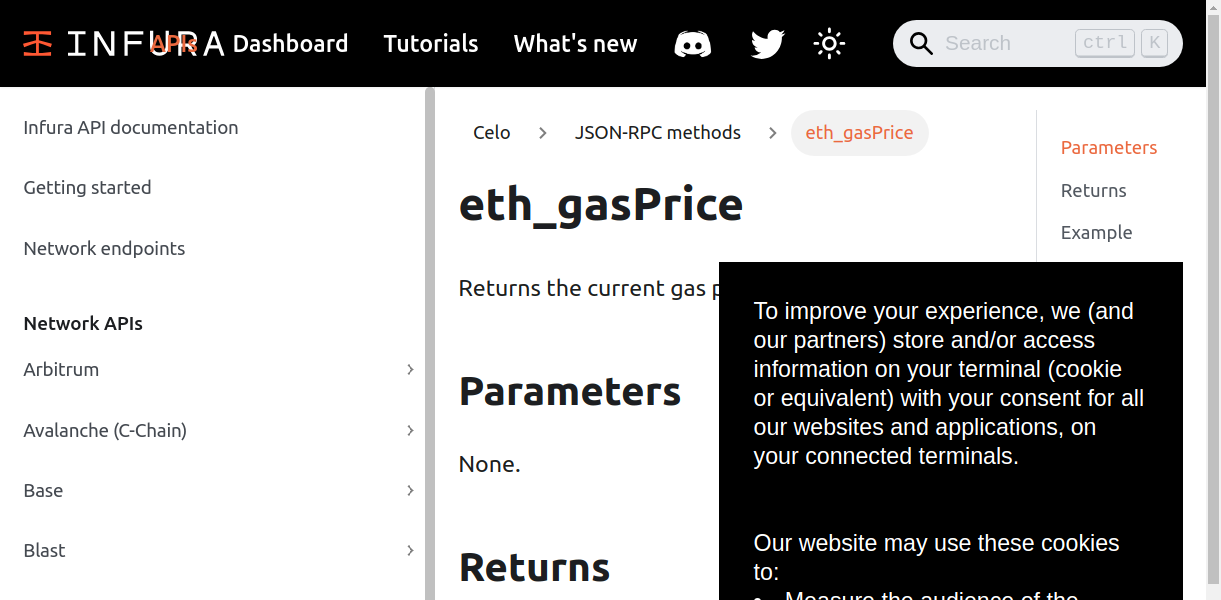 INFURA APIs Dashboard Tutorials What's new Search ctrl K
Infura API documentation
Getting started
Network endpoints
Network APIs
Arbitrum
Avalanche (C-Chain)
Base
Blast
Celo JSON-RPC methods eth_gasPrice
eth_gasPrice
Returns the current gas p
Parameters
None.
Returns
Parameters
Returns
Example
To improve your experience, we (and
our partners) store and/or access
information on your terminal (cookie
or equivalent) with your consent for all
our websites and applications, on
your connected terminals.
Our website may use these cookies
to:
• Measure the audience of the